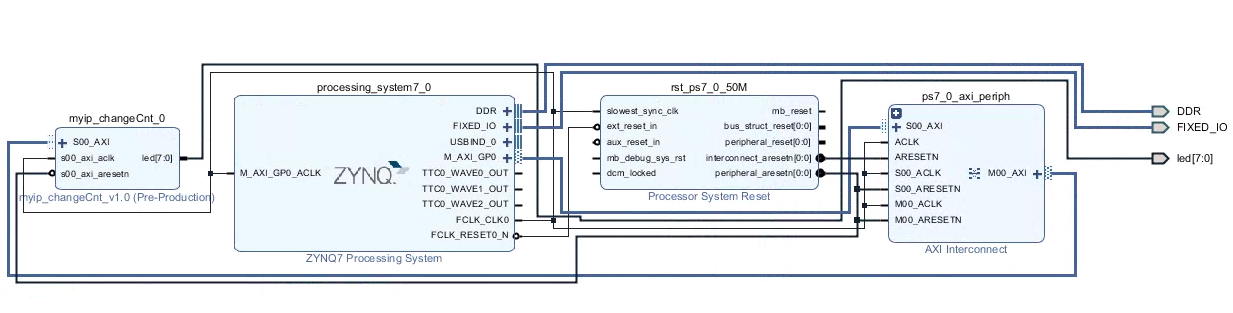 myip_changeCnt_0
S00_AXI
s00_axi_aclk
s00_axi_aresetn
led[7:0]
myip_changeCnt_v1.0 (Pre-Production)
processing_system7_0
M_AXI_GP0_ACLK
ZYNQ
DDR
FIXED_IO
USBIND_0
M_AXI_GP0
TTC0_WAVE0_OUT
TTC0_WAVE1_OUT
TTC0_WAVE2_OUT
FCLK_CLK0
FCLK_RESET0_N
ZYNQ7 Processing System
rst_ps7_0_50M
slowest_sync_clk
ext_reset_in
aux_reset_in
mb_debug_sys_rst
dcm_locked
mb_reset
bus_struct_reset[0:0]
peripheral_reset[0:0]
interconnect_aresetn[0:0]
peripheral_aresetn[0:0]
Processor System Reset
ps7_0_axi_periph
S00_AXI
ACLK
ARESETN
S00_ACLK
S00_ARESETN
M00_ACLK
M00_ARESETN
M00_AXI
AXI Interconnect
DDR
FIXED_IO
led[7:0]